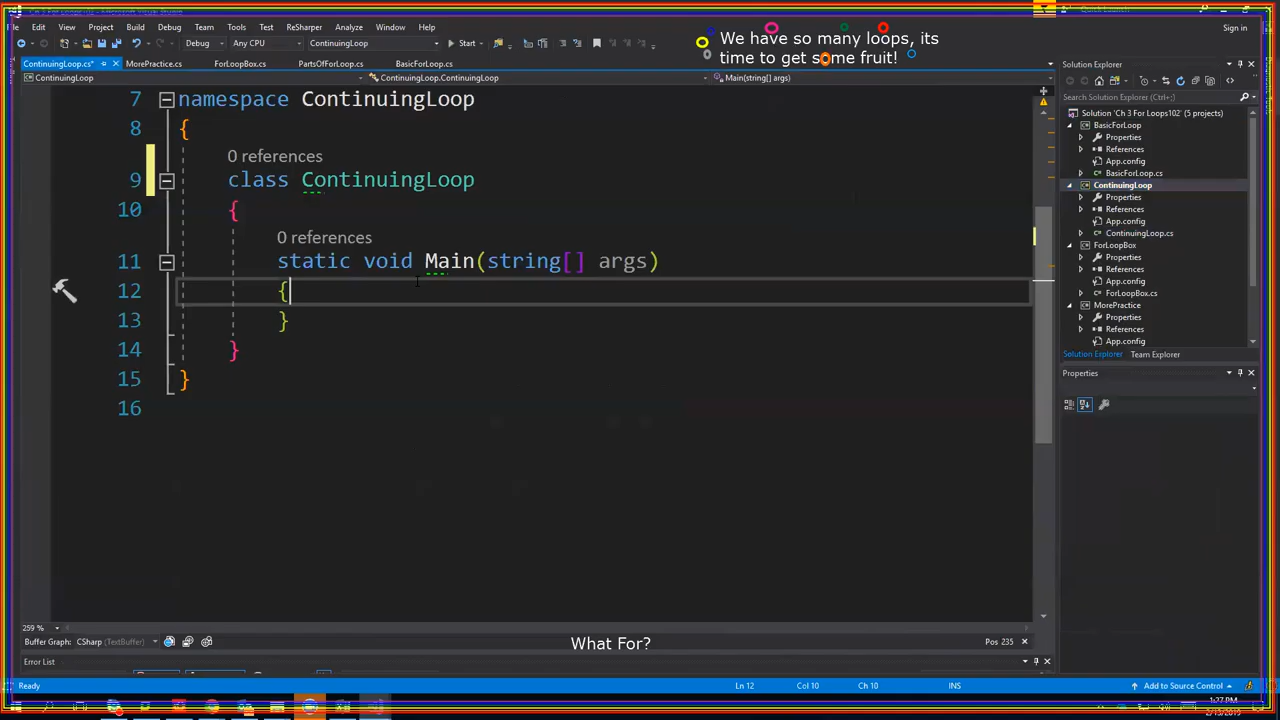 We have so many loops, its
time to get some fruit!
File Edit View Project Build Debug Team Tools Test ReSharper Analyze Window Help
Sign in
Debug Any CPU ContinuingLoop Start
ContinuingLoop.cs* MorePractice.cs ForLoopBox.cs PartsOfForLoop.cs BasicForLoop.cs
ContinuingLoop ContinuingLoop.ContinuingLoop Main(string[] args)
7 namespace ContinuingLoop
8 {
0 references
9 class ContinuingLoop
10 {
0 references
11 static void Main(string[] args)
12 {
13 }
14 }
15 }
16
259 %
Buffer Graph: CSharp (TextBuffer) Pos 235
What For?
Error List
Solution Explorer
Search Solution Explorer (Ctrl+;)
Solution 'Ch 3 For Loops102' (5 projects)
BasicForLoop
Properties
References
App.config
BasicForLoop.cs
ContinuingLoop
Properties
References
App.config
ContinuingLoop.cs
ForLoopBox
Properties
References
App.config
ForLoopBox.cs
MorePractice
Properties
References
App.config
Solution Explorer Team Explorer
Properties
Ready Ln 12 Col 10 Ch 10 INS Add to Source Control
1:27 PM